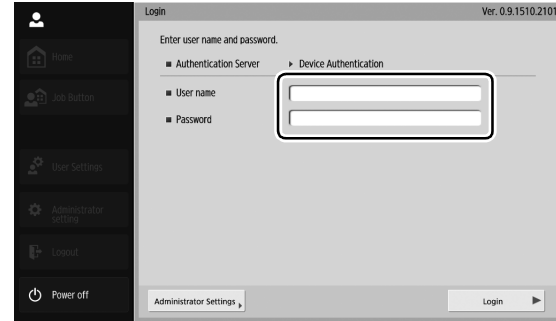 Login
Ver. 0.9.1510.2101
Enter user name and password.
Authentication Server
Device Authentication
User name
Password
Home
Job Button
User Settings
Administrator
setting
Logout
Power off
Administrator Settings
Login